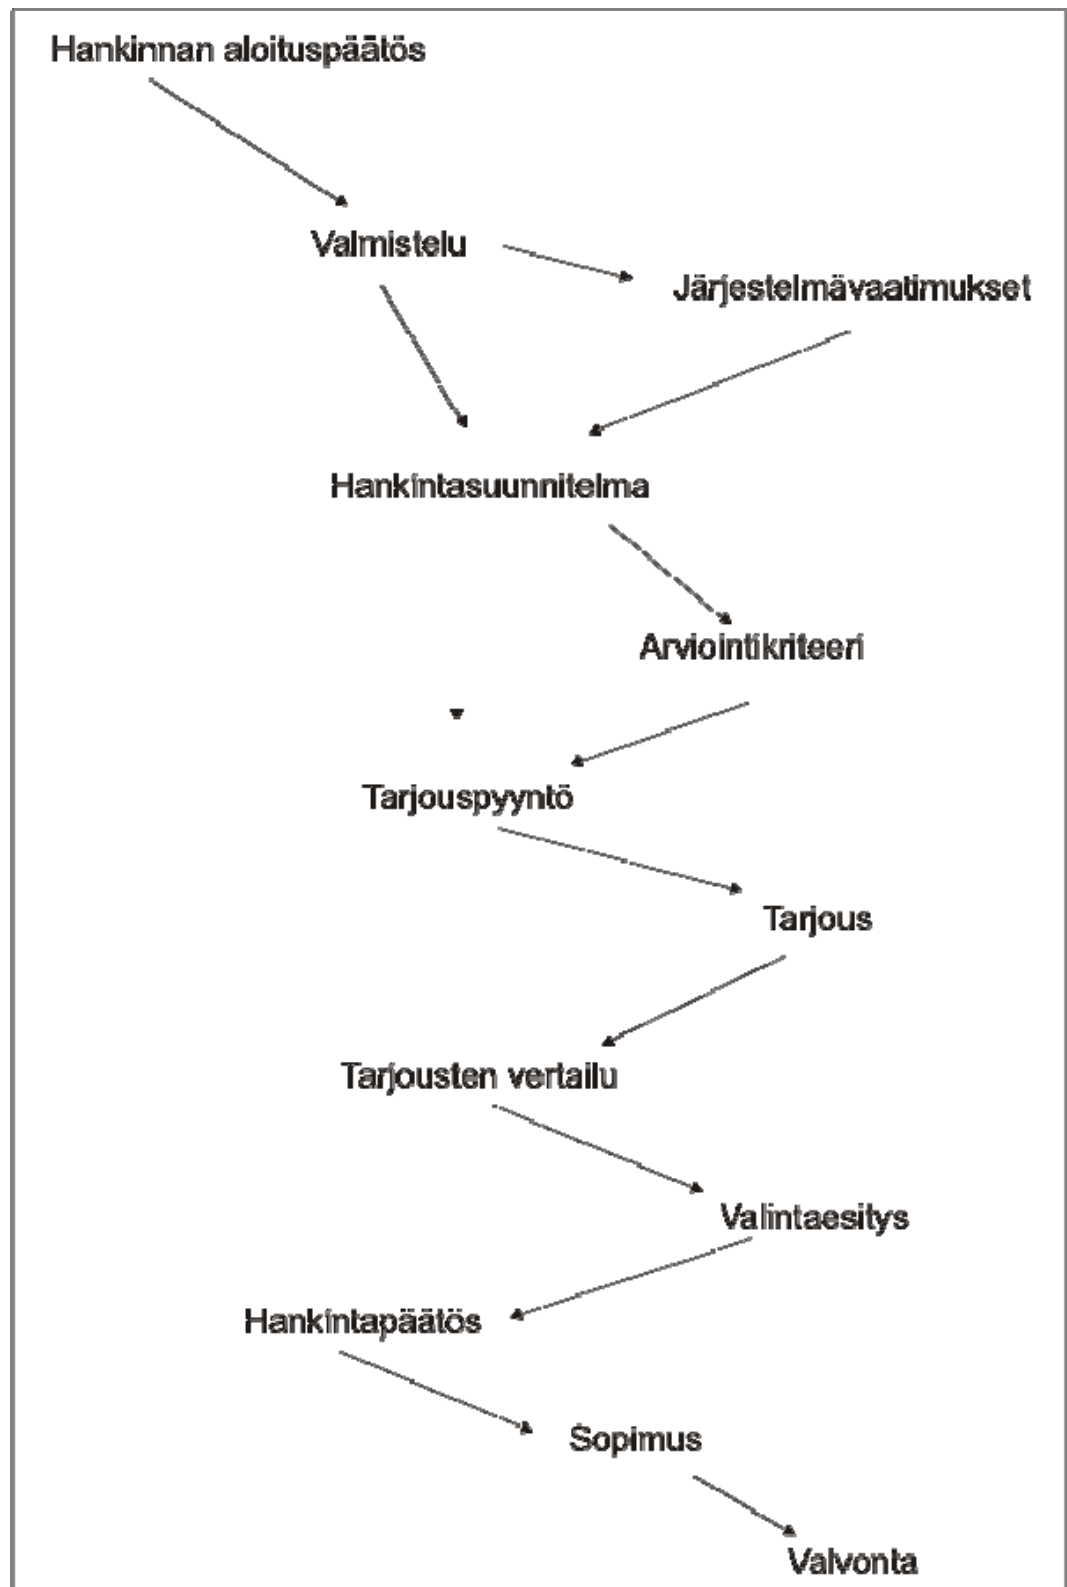 Hankinnan aloituspäätös
Valmistelu
Järjestelmävaatimukset
Hankintasuunnitelma
Arviointikriteeri
Tarjouspyyntö
Tarjous
Tarjousten vertailu
Valintaesitys
Hankintapäätös
Sopimus
Valvonta